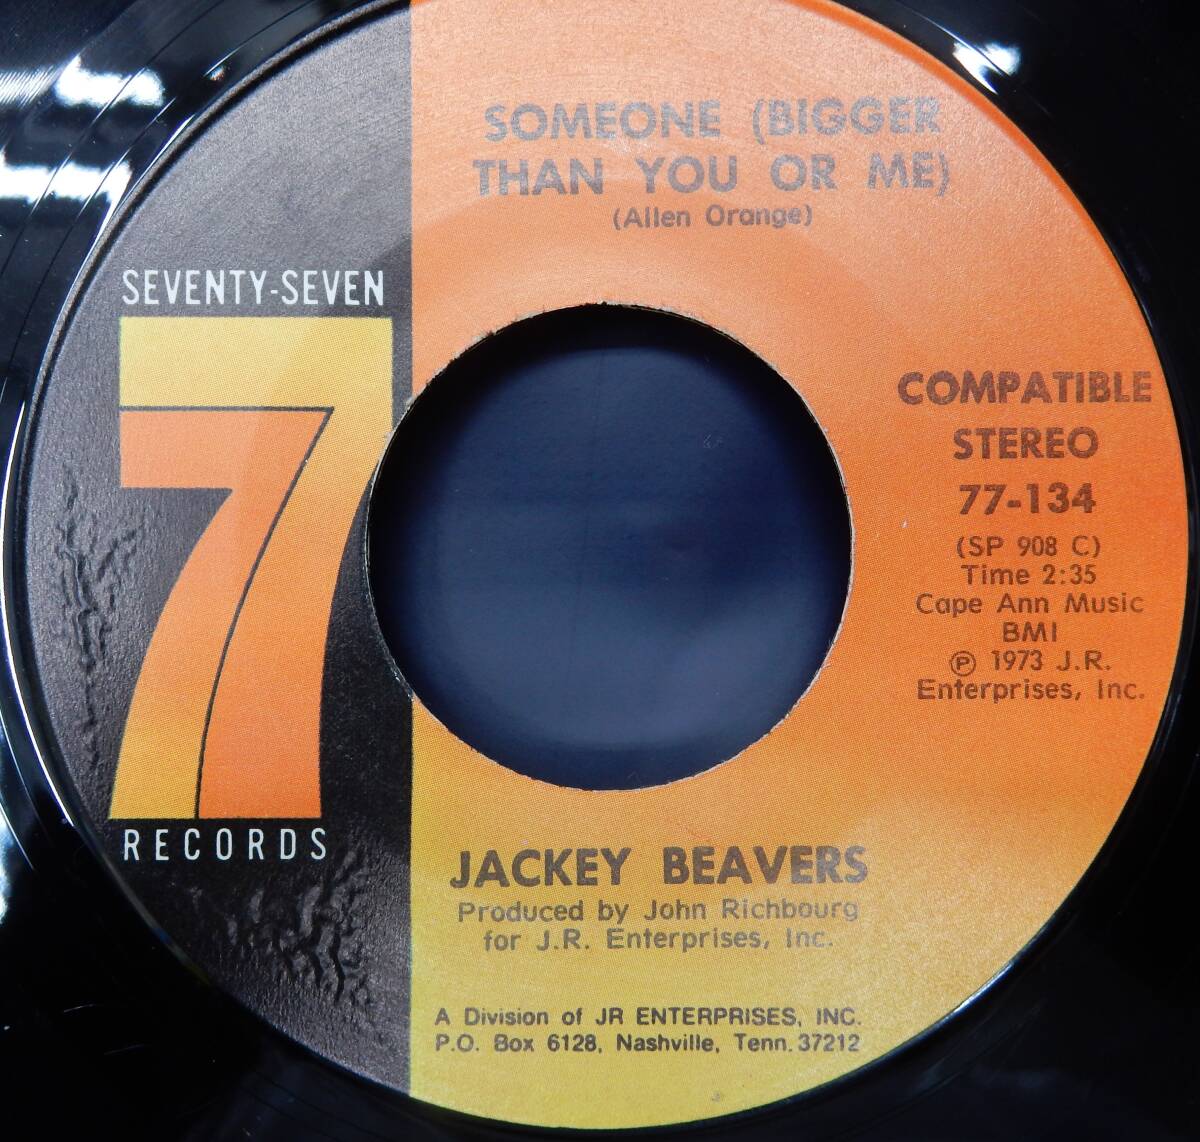 SOMEONE (BIGGER
THAN YOU OR ME)
(Allen Orange)
SEVENTY-SEVEN
7
RECORDS
COMPATIBLE
STEREO
77-134
(SP 908 C)
Time 2:35
Cape Ann Music
BMI
Ⓟ 1973 J.R.
Enterprises, Inc.
JACKEY BEAVERS
Produced by John Richbourg
for J.R. Enterprises, Inc.
A Division of JR ENTERPRISES, INC.
P.O. Box 6128, Nashville, Tenn. 37212